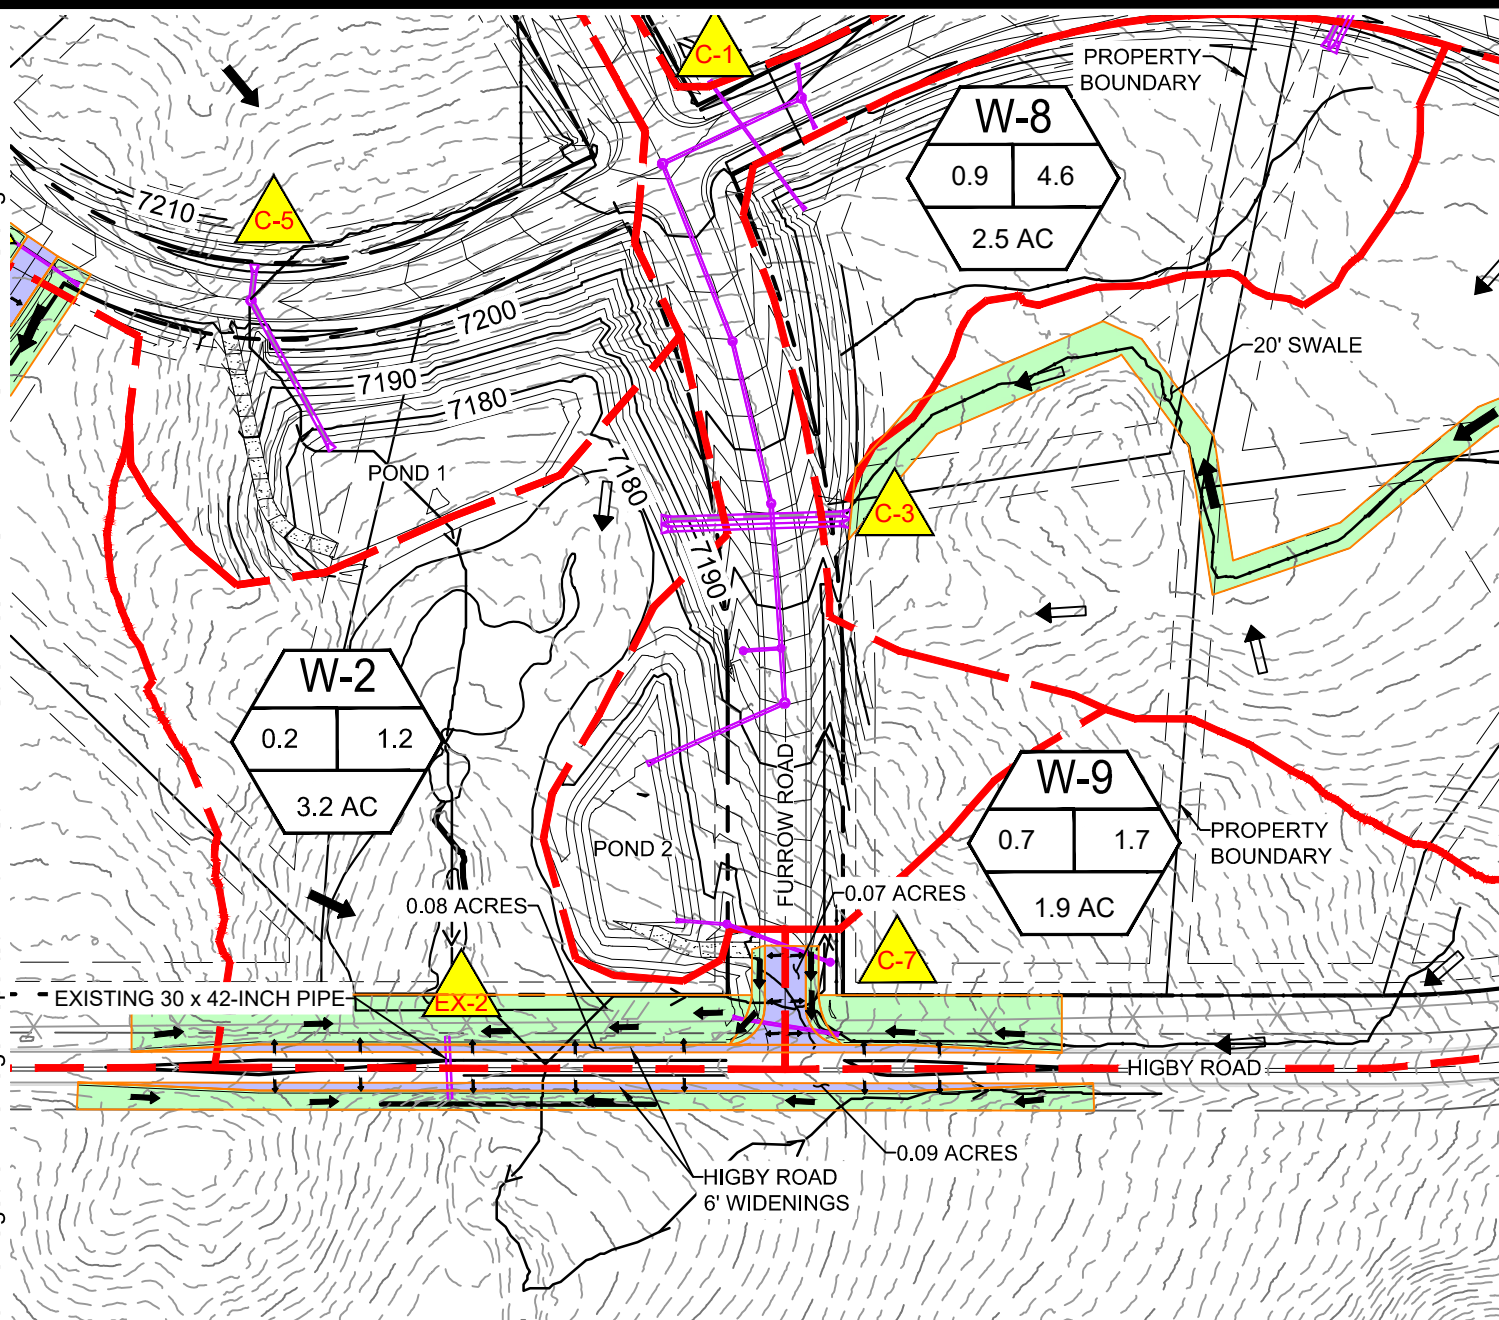 C-1
PROPERTY
BOUNDARY
W-8
0.9 4.6
2.5 AC
7210
C-5
7200
20' SWALE
7190
7180
POND 1
7180
C-3
7190
W-2
0.2 1.2
3.2 AC
FURROW ROAD
W-9
0.7 1.7
1.9 AC
PROPERTY
BOUNDARY
POND 2
0.08 ACRES
0.07 ACRES
C-7
EXISTING 30 x 42-INCH PIPE
EX-2
HIGBY ROAD
0.09 ACRES
HIGBY ROAD
6' WIDENINGS